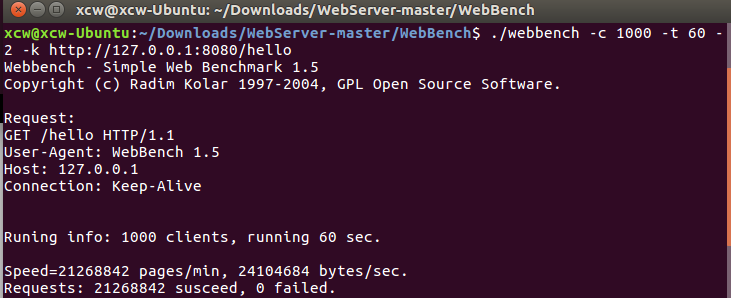 xcw@xcw-Ubuntu: ~/Downloads/WebServer-master/WebBench
xcw@xcw-Ubuntu:~/Downloads/WebServer-master/WebBench$ ./webbench -c 1000 -t 60 -
2 -k http://127.0.0.1:8080/hello
Webbench - Simple Web Benchmark 1.5
Copyright (c) Radim Kolar 1997-2004, GPL Open Source Software.
Request:
GET /hello HTTP/1.1
User-Agent: WebBench 1.5
Host: 127.0.0.1
Connection: Keep-Alive
Runing info: 1000 clients, running 60 sec.
Speed=21268842 pages/min, 24104684 bytes/sec.
Requests: 21268842 susceed, 0 failed.